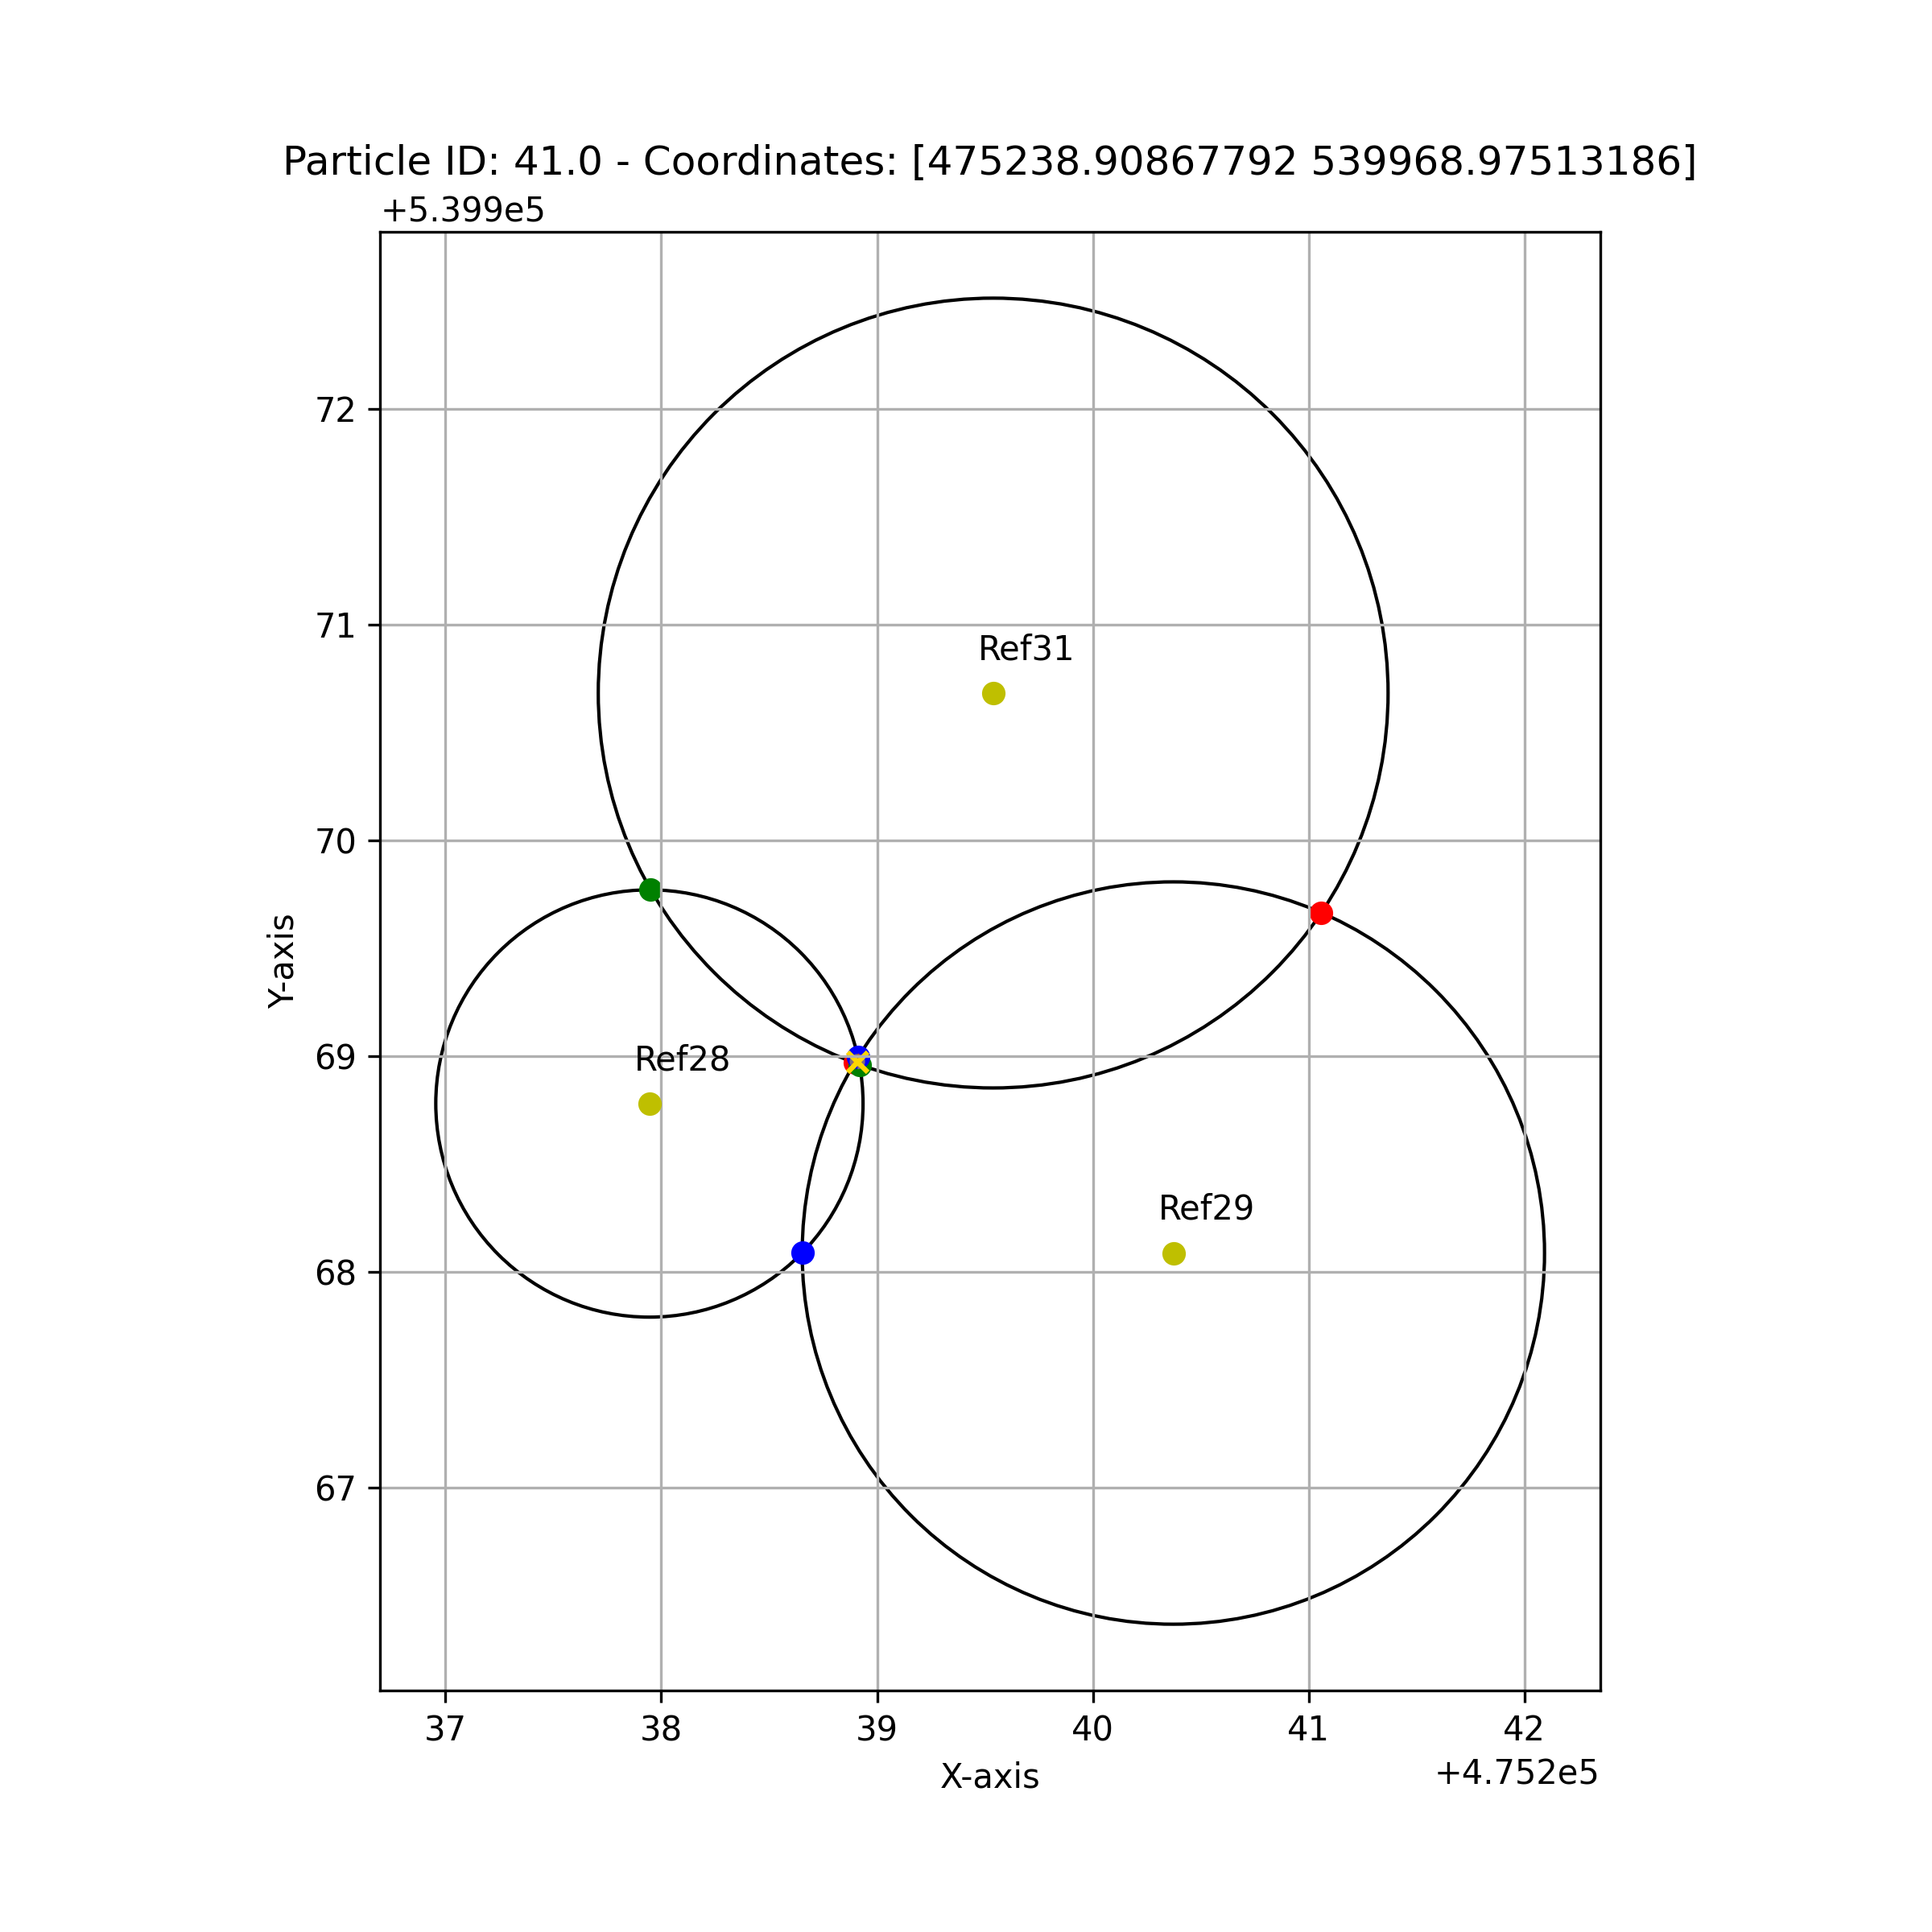 Particle ID: 41.0 - Coordinates: [475238.90867792 539968.97513186]
+5.399e5
72
71
Ref31
70
Y-axis
69
Ref28
Ref29
68
67
37 38 39 40 41 42
X-axis
+4.752e5